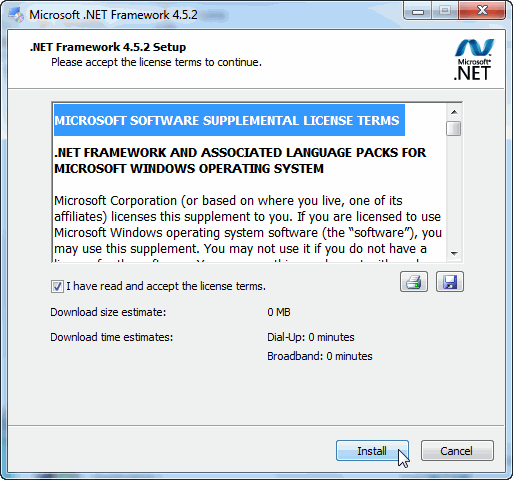 Microsoft .NET Framework 4.5.2
.NET Framework 4.5.2 Setup
Please accept the license terms to continue.
Microsoft®
.NET
MICROSOFT SOFTWARE SUPPLEMENTAL LICENSE TERMS
.NET FRAMEWORK AND ASSOCIATED LANGUAGE PACKS FOR
MICROSOFT WINDOWS OPERATING SYSTEM
Microsoft Corporation (or based on where you live, one of its
affiliates) licenses this supplement to you. If you are licensed to use
Microsoft Windows operating system software (the “software”), you
may use this supplement. You may not use it if you do not have a
I have read and accept the license terms.
Download size estimate: 0 MB
Download time estimates: Dial-Up: 0 minutes
Broadband: 0 minutes
Install Cancel